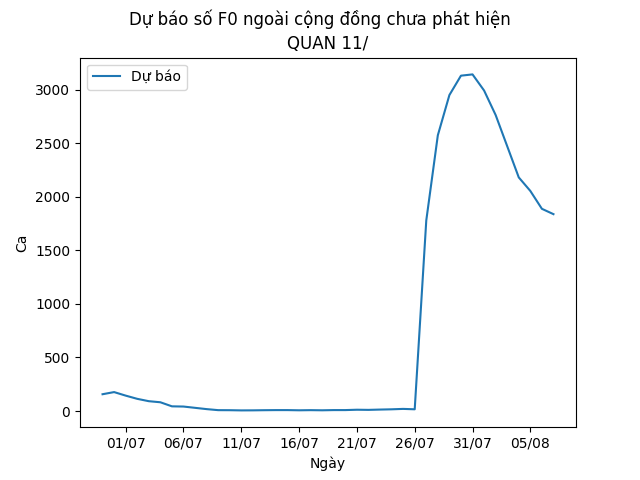 Dự báo số F0 ngoài cộng đồng chưa phát hiện
QUAN 11/
Dự báo
3000
2500
2000
1500
1000
500
0
Ca
01/07 06/07 11/07 16/07 21/07 26/07 31/07 05/08
Ngày